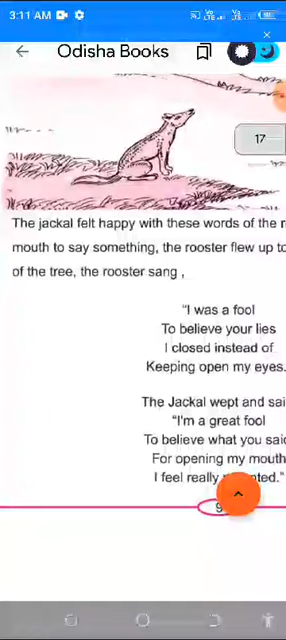 3:11 AM
Odisha Books
17
The jackal felt happy with these words of the
mouth to say something, the rooster flew up
of the tree, the rooster sang ,
"I was a fool
To believe your lies
I closed instead of
Keeping open my eyes.
The Jackal wept and
"I'm a great fool
To believe what you
For opening my mouth
I feel really